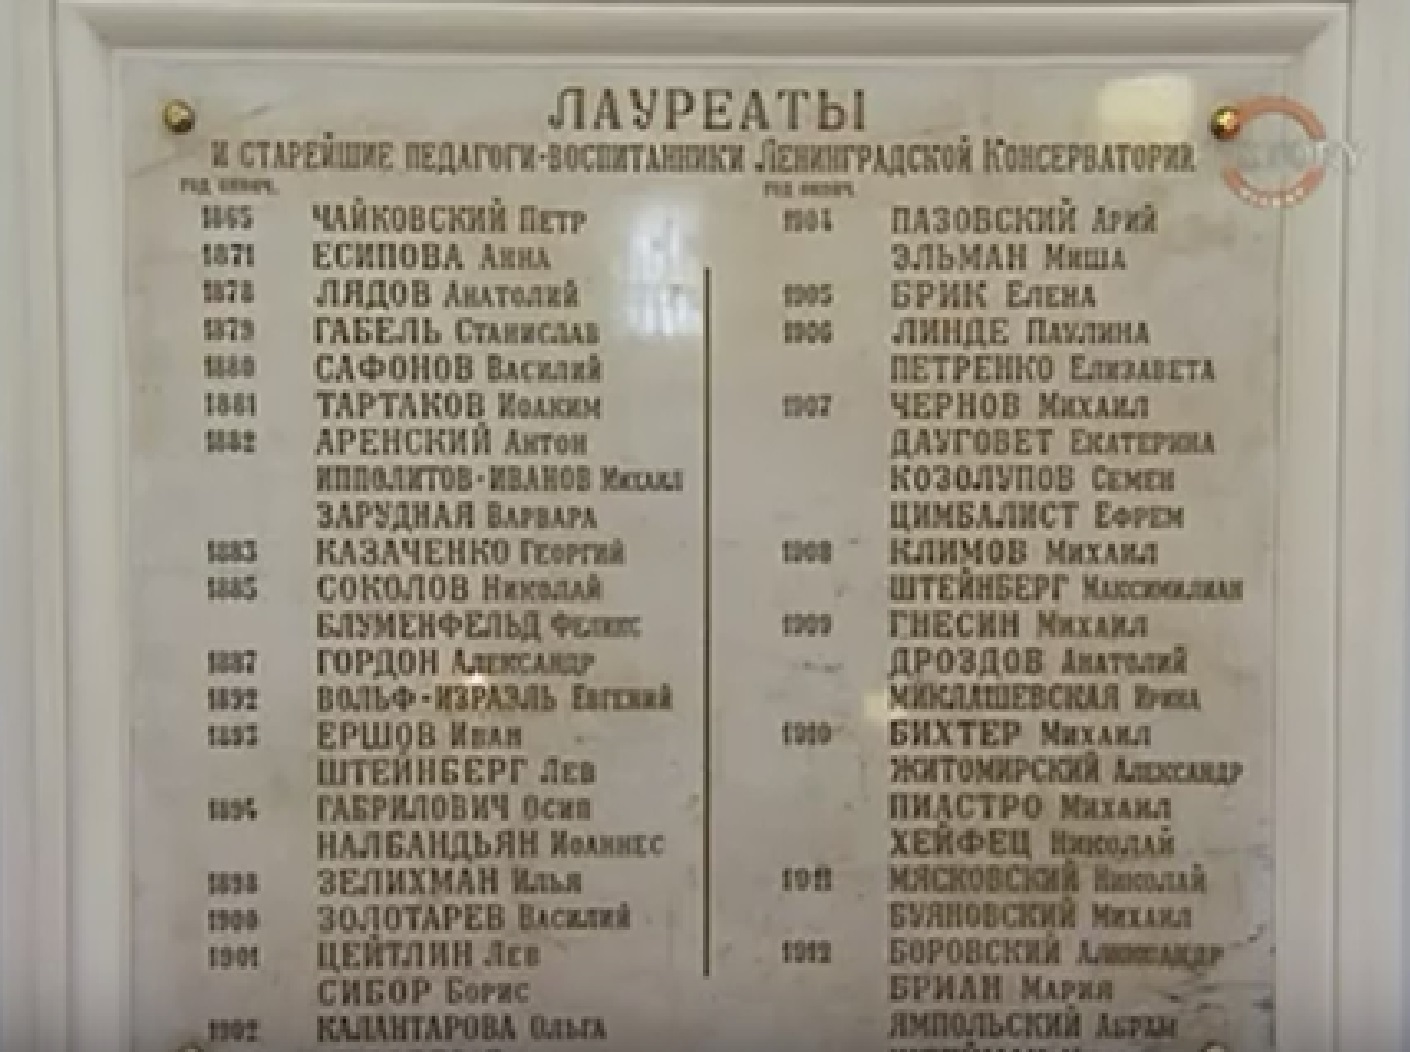 ЛАУРЕАТЫ
И СТАРЕЙШИЕ ПЕДАГОГИ-ВОСПИТАННИКИ ЛЕНИНГРАДСКОЙ КОНСЕРВАТОРИИ
ГОД ОКОНЧ.
1865 ЧАЙКОВСКИЙ ПЕТР
1871 ЕСИПОВА АННА
1878 ЛЯДОВ АНАТОЛИЙ
1879 ГАБЕЛЬ СТАНИСЛАВ
1880 САФОНОВ ВАСИЛИЙ
1881 ТАРТАКОВ ИОАКИМ
1882 АРЕНСКИЙ АНТОН
ИППОЛИТОВ-ИВАНОВ МИХАИЛ
ЗАРУДНАЯ ВАРВАРА
1883 КАЗАЧЕНКО ГЕОРГИЙ
1885 СОКОЛОВ НИКОЛАЙ
БЛУМЕНФЕЛЬД ФЕЛИКС
1887 ГОРДОН АЛЕКСАНДР
1892 ВОЛЬФ-ИЗРАЭЛЬ ЕВГЕНИЙ
1893 ЕРШОВ ИВАН
ШТЕЙНБЕРГ ЛЕВ
1894 ГАБРИЛОВИЧ ОСИП
НАЛБАНДЬЯН ИОАННЕС
1898 ЗЕЛИХМАН ИЛЬЯ
1900 ЗОЛОТАРЕВ ВАСИЛИЙ
1901 ЦЕЙТЛИН ЛЕВ
СИБОР БОРИС
1902 КАЛАНТАРОВА ОЛЬГА
ГОД ОКОНЧ.
1904 ПАЗОВСКИЙ АРИЙ
ЭЛЬМАН МИША
1905 БРИК ЕЛЕНА
1906 ЛИНДЕ ПАУЛИНА
ПЕТРЕНКО ЕЛИЗАВЕТА
1907 ЧЕРНОВ МИХАИЛ
ДАУГОВЕТ ЕКАТЕРИНА
КОЗОЛУПОВ СЕМЕН
ЦИМБАЛИСТ ЕФРЕМ
1908 КЛИМОВ МИХАИЛ
ШТЕЙНБЕРГ МАКСИМИЛИАН
1909 ГНЕСИН МИХАИЛ
ДРОЗДОВ АНАТОЛИЙ
МИКЛАШЕВСКАЯ ИРИНА
1910 БИХТЕР МИХАИЛ
ЖИТОМИРСКИЙ АЛЕКСАНДР
ПИАСТРО МИХАИЛ
ХЕЙФЕЦ НИКОЛАЙ
1911 МЯСКОВСКИЙ НИКОЛАЙ
БУЯНОВСКИЙ МИХАИЛ
1912 БОРОВСКИЙ АЛЕКСАНДР
БРИАН МАРИЯ
ЯМПОЛЬСКИЙ АБРАМ